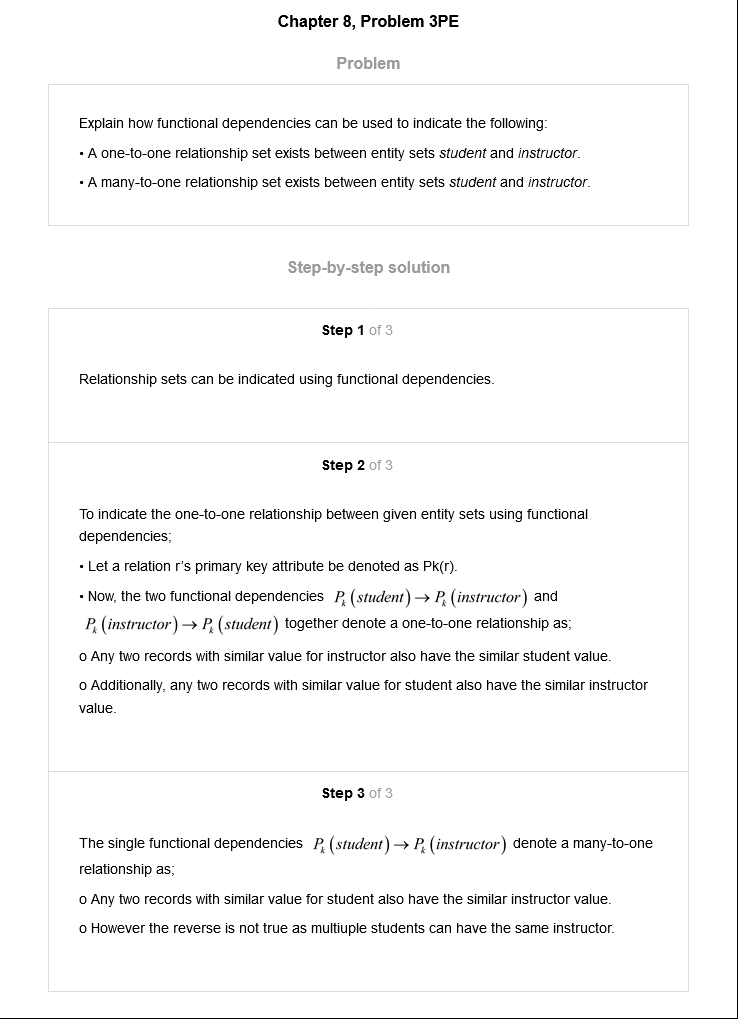 Chapter 8, Problem 3PE
Problem
Explain how functional dependencies can be used to indicate the following:
• A one-to-one relationship set exists between entity sets student and instructor.
• A many-to-one relationship set exists between entity sets student and instructor.
Step-by-step solution
Step 1 of 3
Relationship sets can be indicated using functional dependencies.
Step 2 of 3
To indicate the one-to-one relationship between given entity sets using functional
dependencies;
• Let a relation r's primary key attribute be denoted as Pk(r).
• Now, the two functional dependencies P_k (student) → P_k (instructor) and
P_k (instructor) → P_k (student) together denote a one-to-one relationship as;
o Any two records with similar value for instructor also have the similar student value.
o Additionally, any two records with similar value for student also have the similar instructor
value.
Step 3 of 3
The single functional dependencies P_k (student) → P_k (instructor) denote a many-to-one
relationship as;
o Any two records with similar value for student also have the similar instructor value.
o However the reverse is not true as multiuple students can have the same instructor.